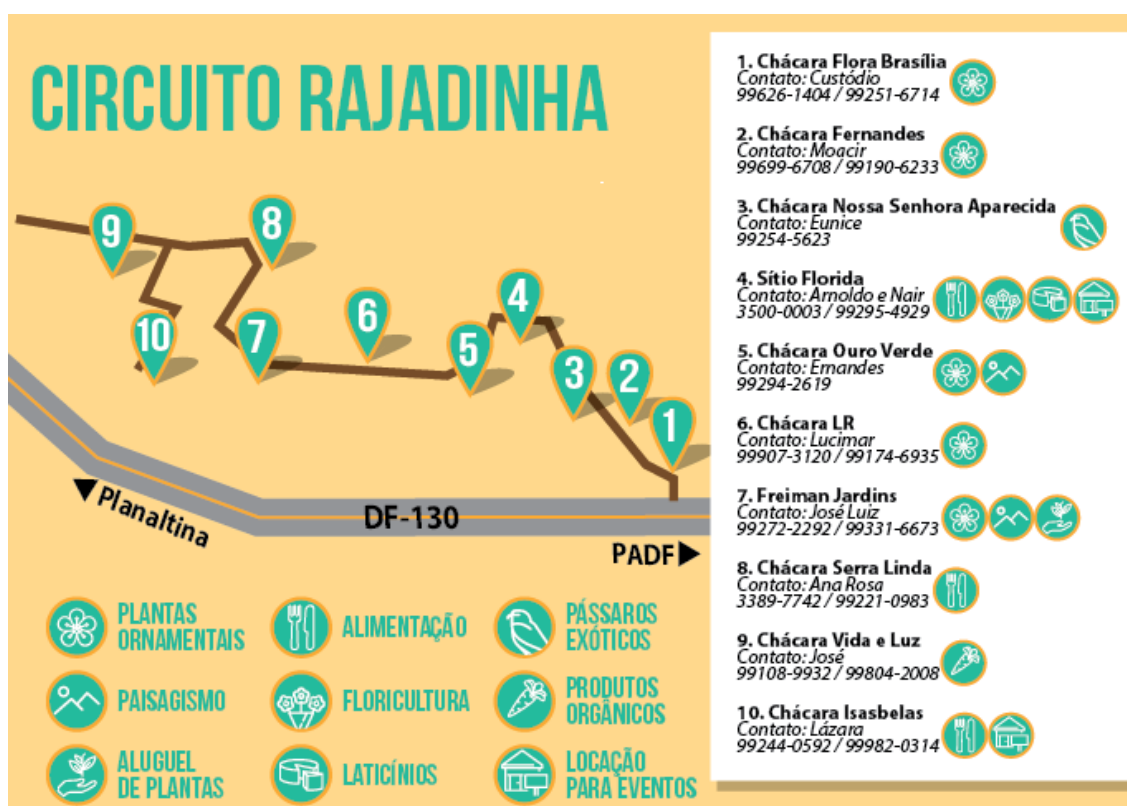 CIRCUITO RAJADINHA
9
8
10
7
6
5
4
3
2
1
Planaltina
DF-130
PADF
PLANTAS
ORNAMENTAIS
ALIMENTAÇÃO
PÁSSAROS
EXÓTICOS
PAISAGISMO
FLORICULTURA
PRODUTOS
ORGÂNICOS
ALUGUEL
DE PLANTAS
LATICÍNIOS
LOCAÇÃO
PARA EVENTOS
1. Chácara Flora Brasília
Contato: Custódio
99626-1404 / 99251-6714
2. Chácara Fernandes
Contato: Moacir
99699-6708 / 99190-6233
3. Chácara Nossa Senhora Aparecida
Contato: Eunice
99254-5623
4. Sítio Florida
Contato: Arnoldo e Nair
3500-0003 / 99295-4929
5. Chácara Ouro Verde
Contato: Ernandes
99294-2619
6. Chácara LR
Contato: Lucimar
99907-3120 / 99174-6935
7. Freiman Jardins
Contato: José Luiz
99272-2292 / 99331-6673
8. Chácara Serra Linda
Contato: Ana Rosa
3389-7742 / 99221-0983
9. Chácara Vida e Luz
Contato: José
99108-9932 / 99804-2008
10. Chácara Isasbelas
Contato: Lázara
99244-0592 / 99982-0314